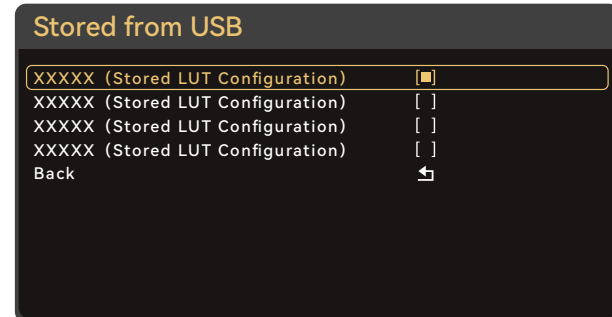 Stored from USB
XXXXX (Stored LUT Configuration) [■]
XXXXX (Stored LUT Configuration) [ ]
XXXXX (Stored LUT Configuration) [ ]
XXXXX (Stored LUT Configuration) [ ]
Back